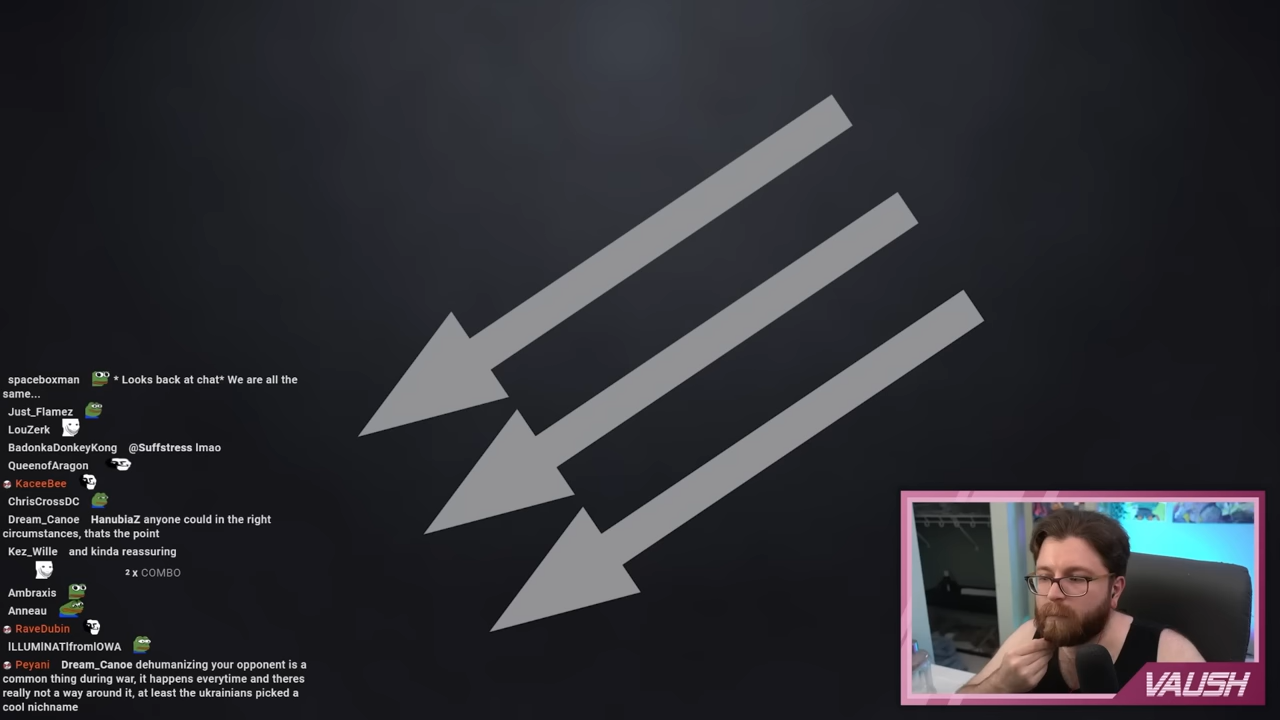 spaceboxman * Looks back at chat* We are all the
same...
Just_Flamez
LouZerk
BadonkaDonkeyKong @Suffstress lmao
QueenofAragon
KaceeBee
ChrisCrossDC
Dream_Canoe HanubiaZ anyone could in the right
circumstances, thats the point
Kez_Wille and kinda reassuring
2 x COMBO
Ambraxis
Anneau
RaveDubin
ILLUMINATIfromIOWA
Peyani Dream_Canoe dehumanizing your opponent is a
common thing during war, it happens everytime and theres
really not a way around it, at least the ukrainians picked a
cool nichname
VAUSH